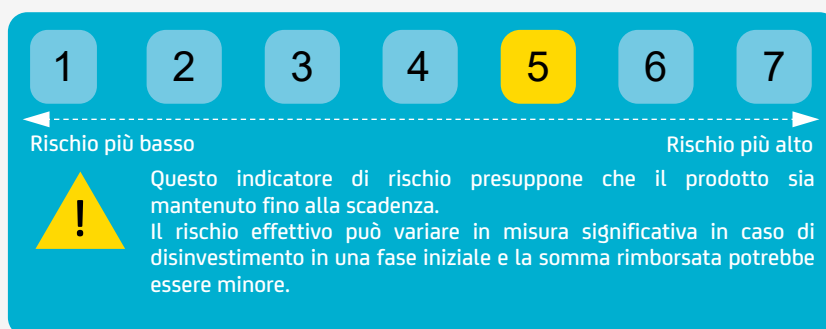 1 2 3 4 5 6 7
Rischio più basso Rischio più alto
!
Questo indicatore di rischio presuppone che il prodotto sia
mantenuto fino alla scadenza.
Il rischio effettivo può variare in misura significativa in caso di
disinvestimento in una fase iniziale e la somma rimborsata potrebbe
essere minore.